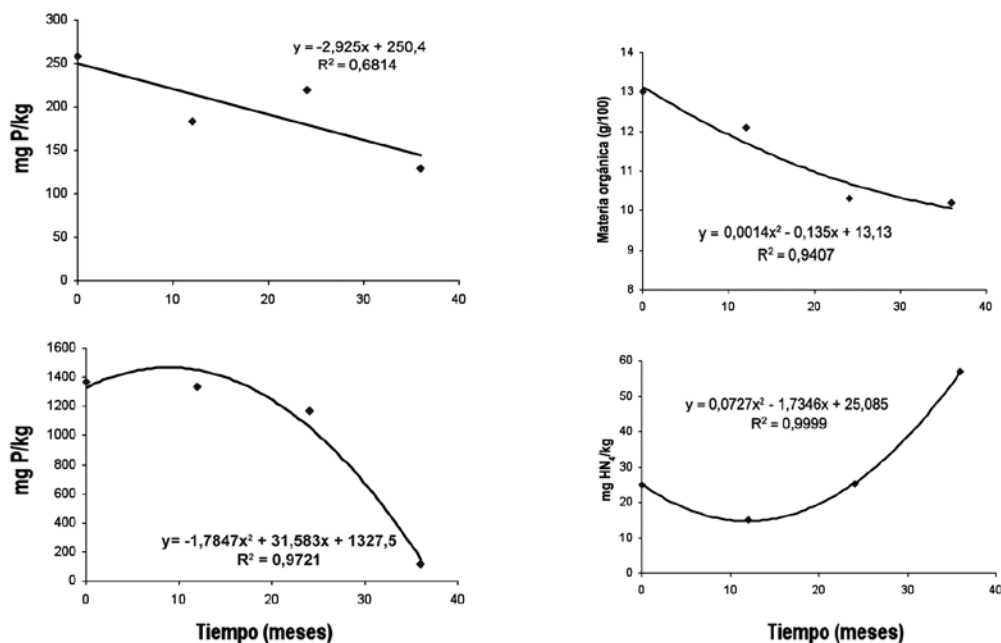 300
250
200
150
100
50
0
mg P/kg
y = -2,925x + 250,4
R² = 0,6814
0 10 20 30 40
14
13
12
11
10
9
8
Materia orgánica (g/100)
y = 0,0014x² - 0,135x + 13,13
R² = 0,9407
0 10 20 30 40
1600
1400
1200
1000
800
600
400
200
0
mg P/kg
y= -1,7847x² + 31,583x + 1327,5
R² = 0,9721
0 10 20 30 40
Tiempo (meses)
60
50
40
30
20
10
0
mg HN₄/kg
y = 0,0727x² - 1,7346x + 25,085
R² = 0,9999
0 10 20 30 40
Tiempo (meses)